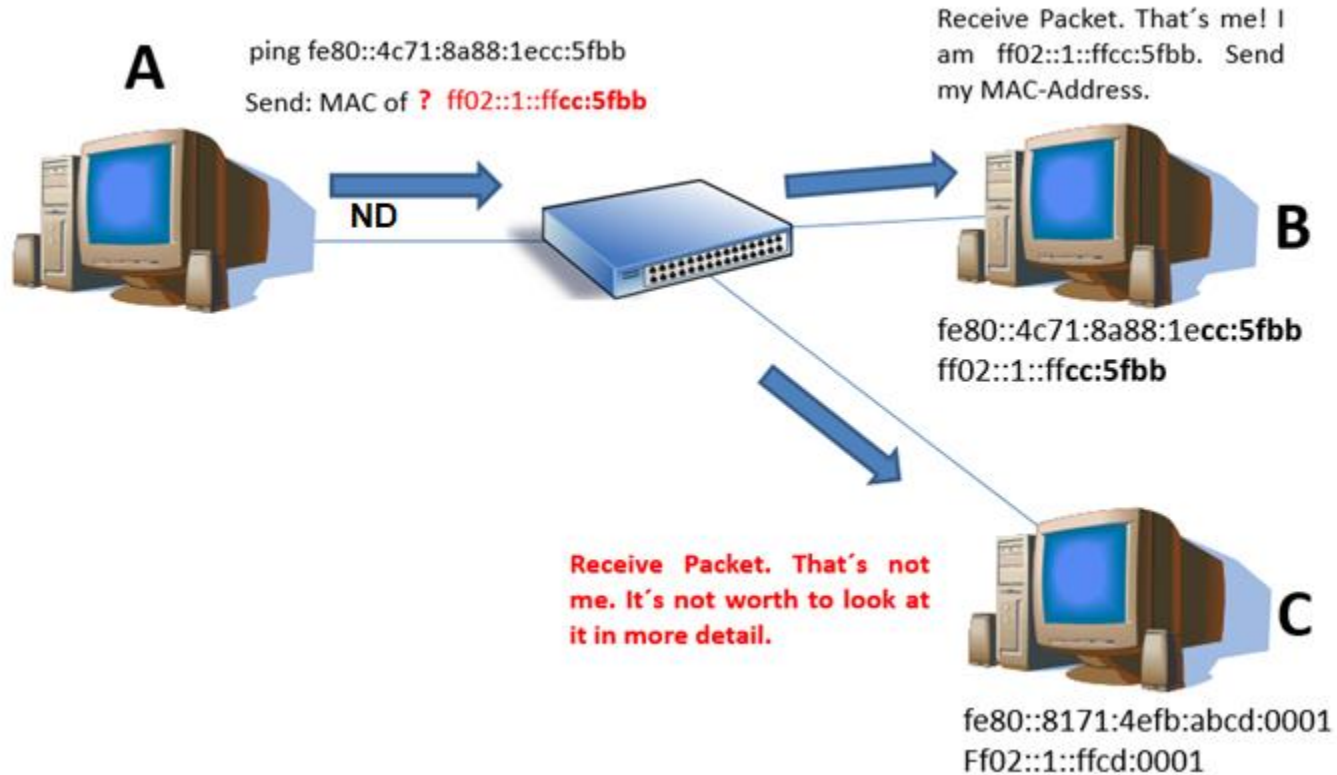 A
ping fe80::4c71:8a88:1ecc:5fbb
Send: MAC of ? ff02::1::ffcc:5fbb
ND
Receive Packet. That´s me! I
am ff02::1::ffcc:5fbb. Send
my MAC-Address.
B
fe80::4c71:8a88:1ecc:5fbb
ff02::1::ffcc:5fbb
Receive Packet. That´s not
me. It´s not worth to look at
it in more detail.
C
fe80::8171:4efb:abcd:0001
Ff02::1::ffcd:0001